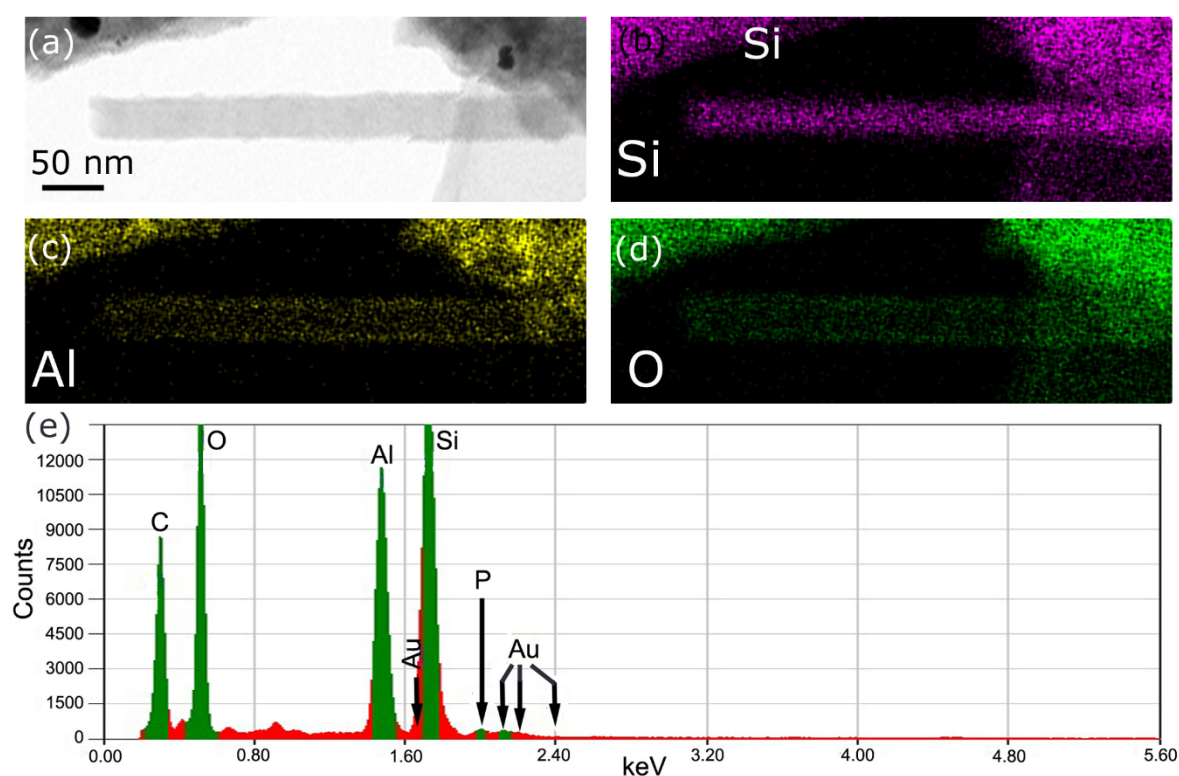 (a)
50 nm
(b)
Si
Si
(c)
Al
(d)
O
(e)
Counts
12000
10500
9000
7500
6000
4500
3000
1500
0
C
O
Al
Au
Si
P
Au
0.00 0.80 1.60 2.40 3.20 4.00 4.80 5.60
keV